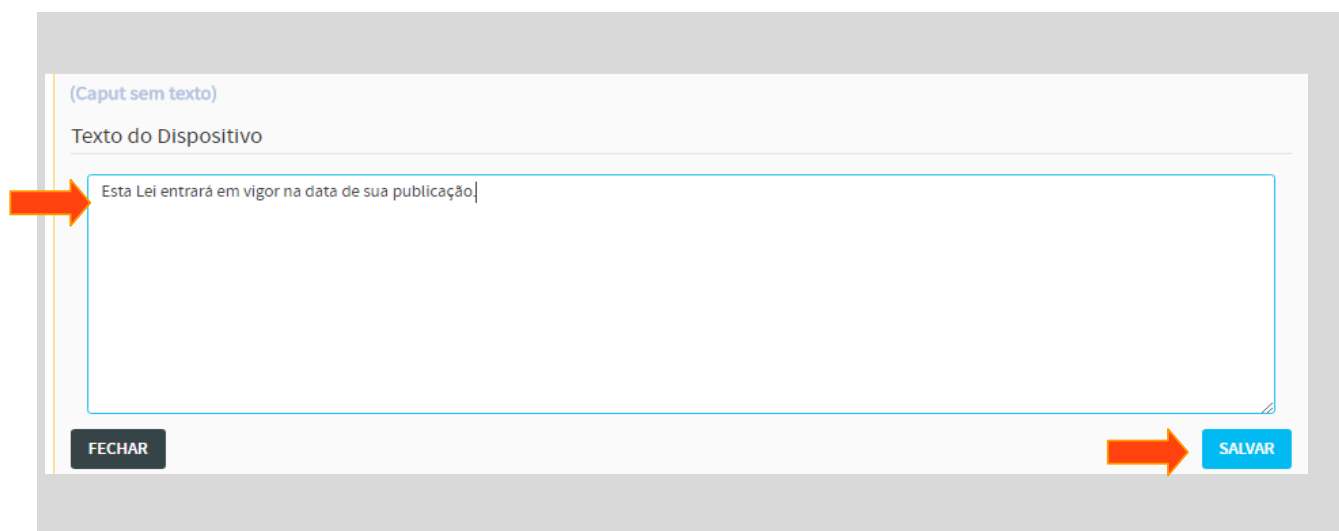 (Caput sem texto)
Texto do Dispositivo
Esta Lei entrará em vigor na data de sua publicação.
FECHAR
SALVAR